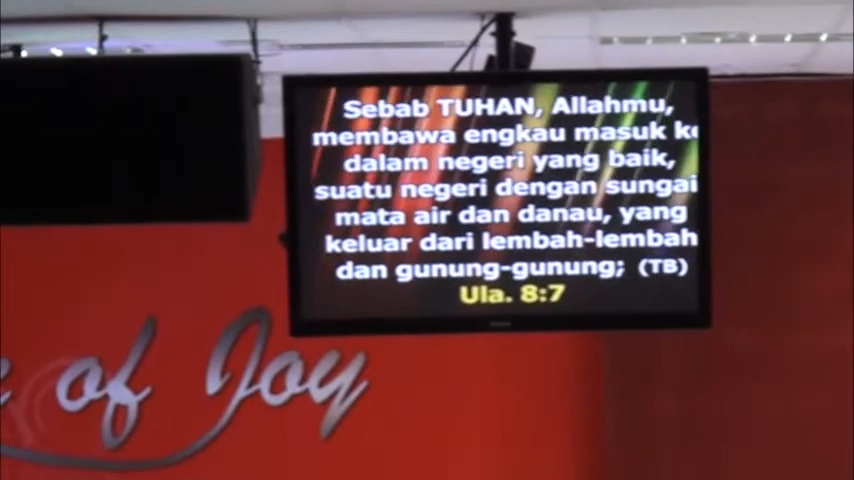 Sebab TUHAN, Allahmu,
membawa engkau masuk ke
dalam negeri yang baik,
suatu negeri dengan sungai
mata air dan danau, yang
keluar dari lembah-lembah
dan gunung-gunung; (TB)
Ula. 8:7
of Joy